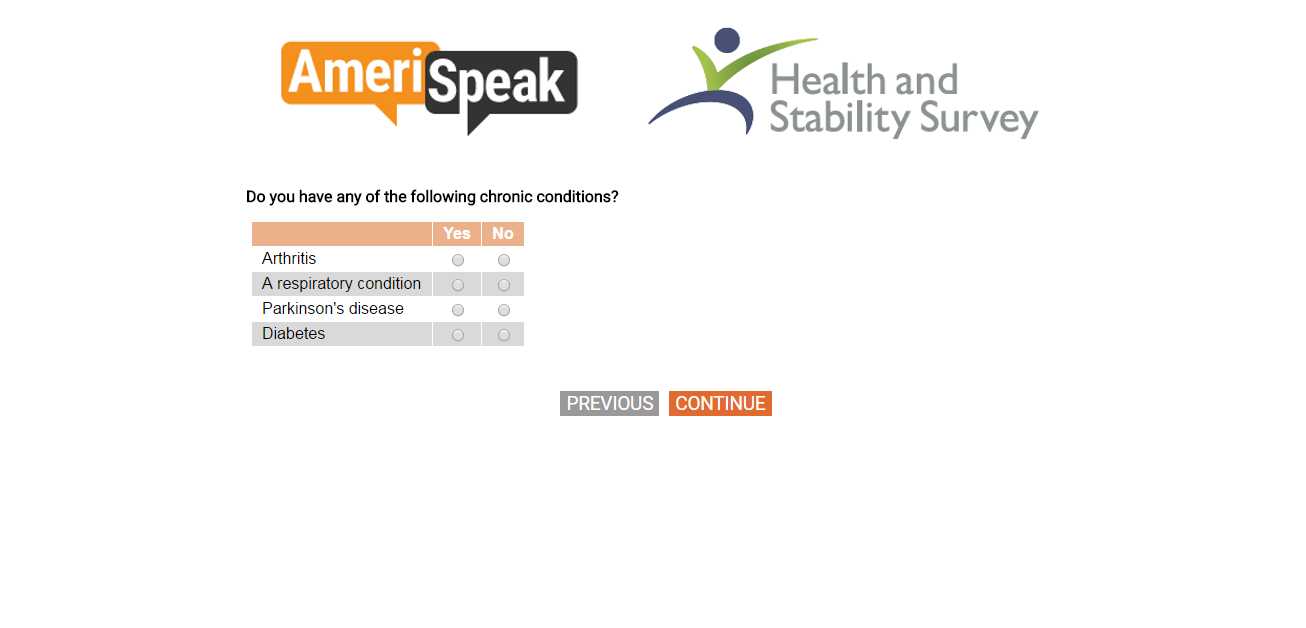 AmeriSpeak
Health and
Stability Survey
Do you have any of the following chronic conditions?
Yes No
Arthritis
A respiratory condition
Parkinson's disease
Diabetes
PREVIOUS CONTINUE